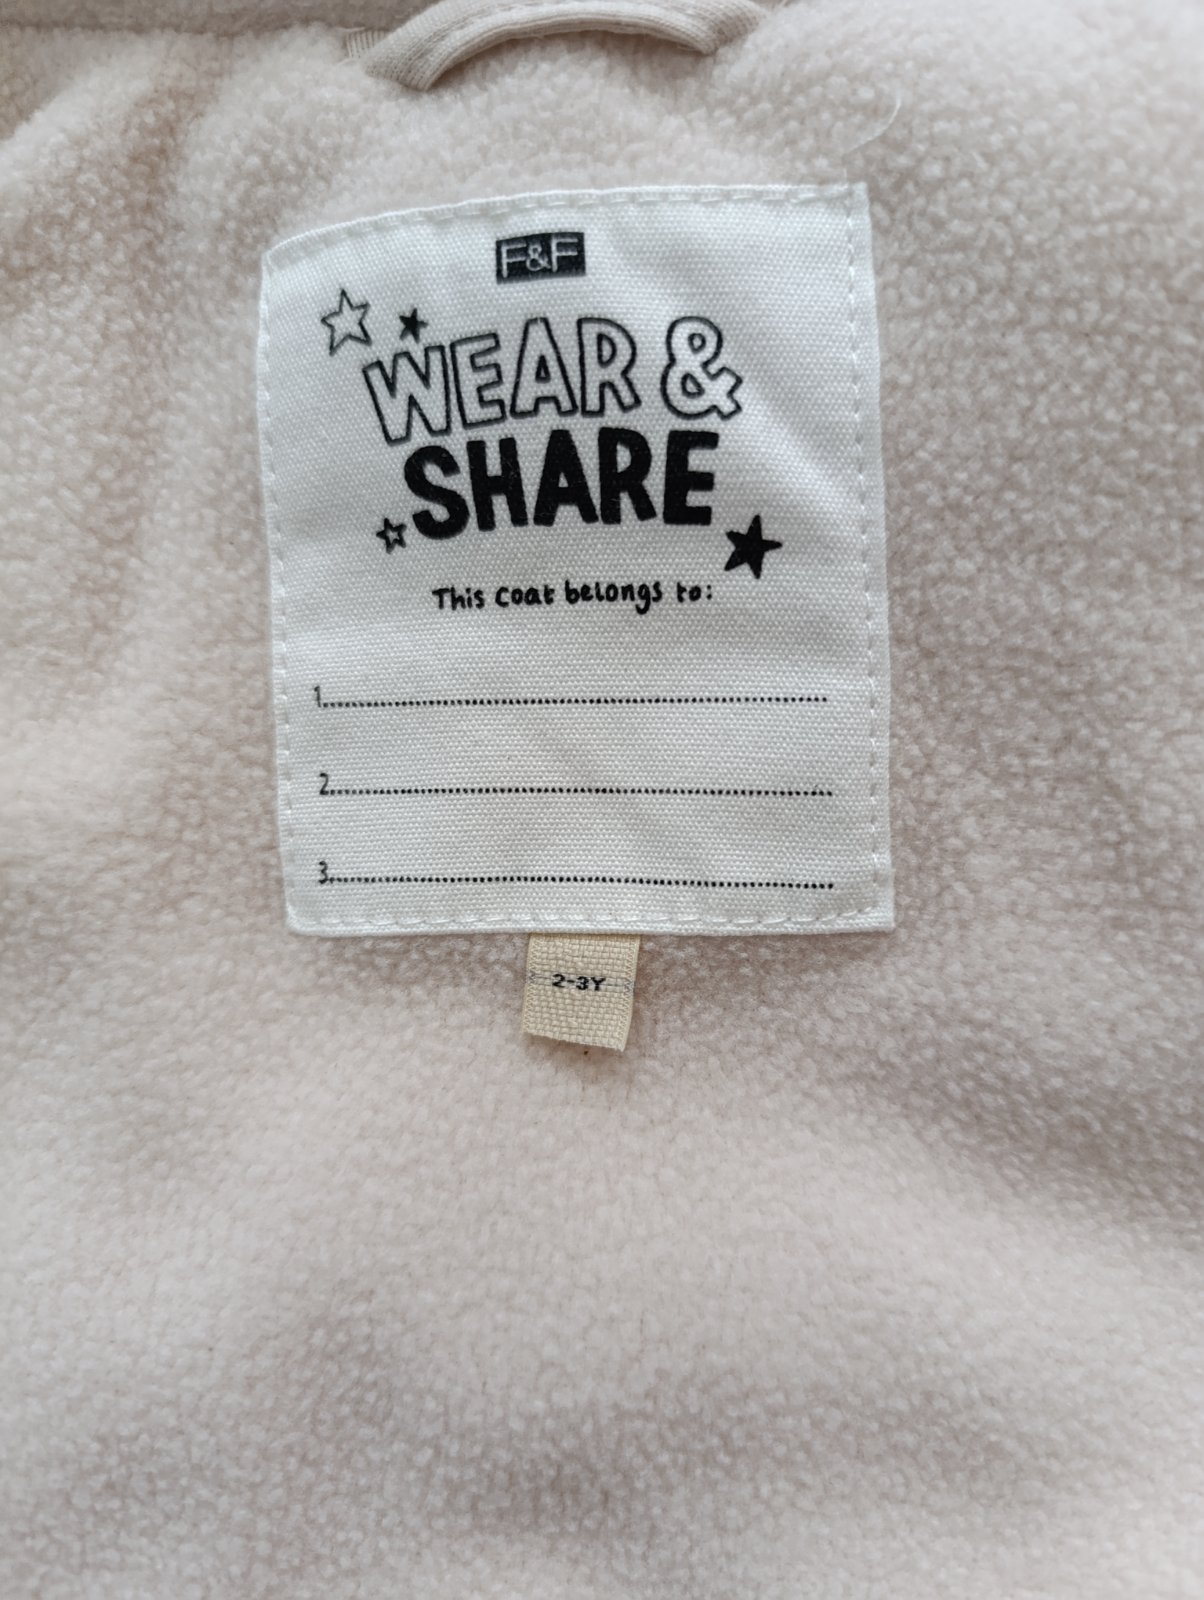 F&F
WEAR &
SHARE
This coat belongs to:
1
2
3
2-3Y